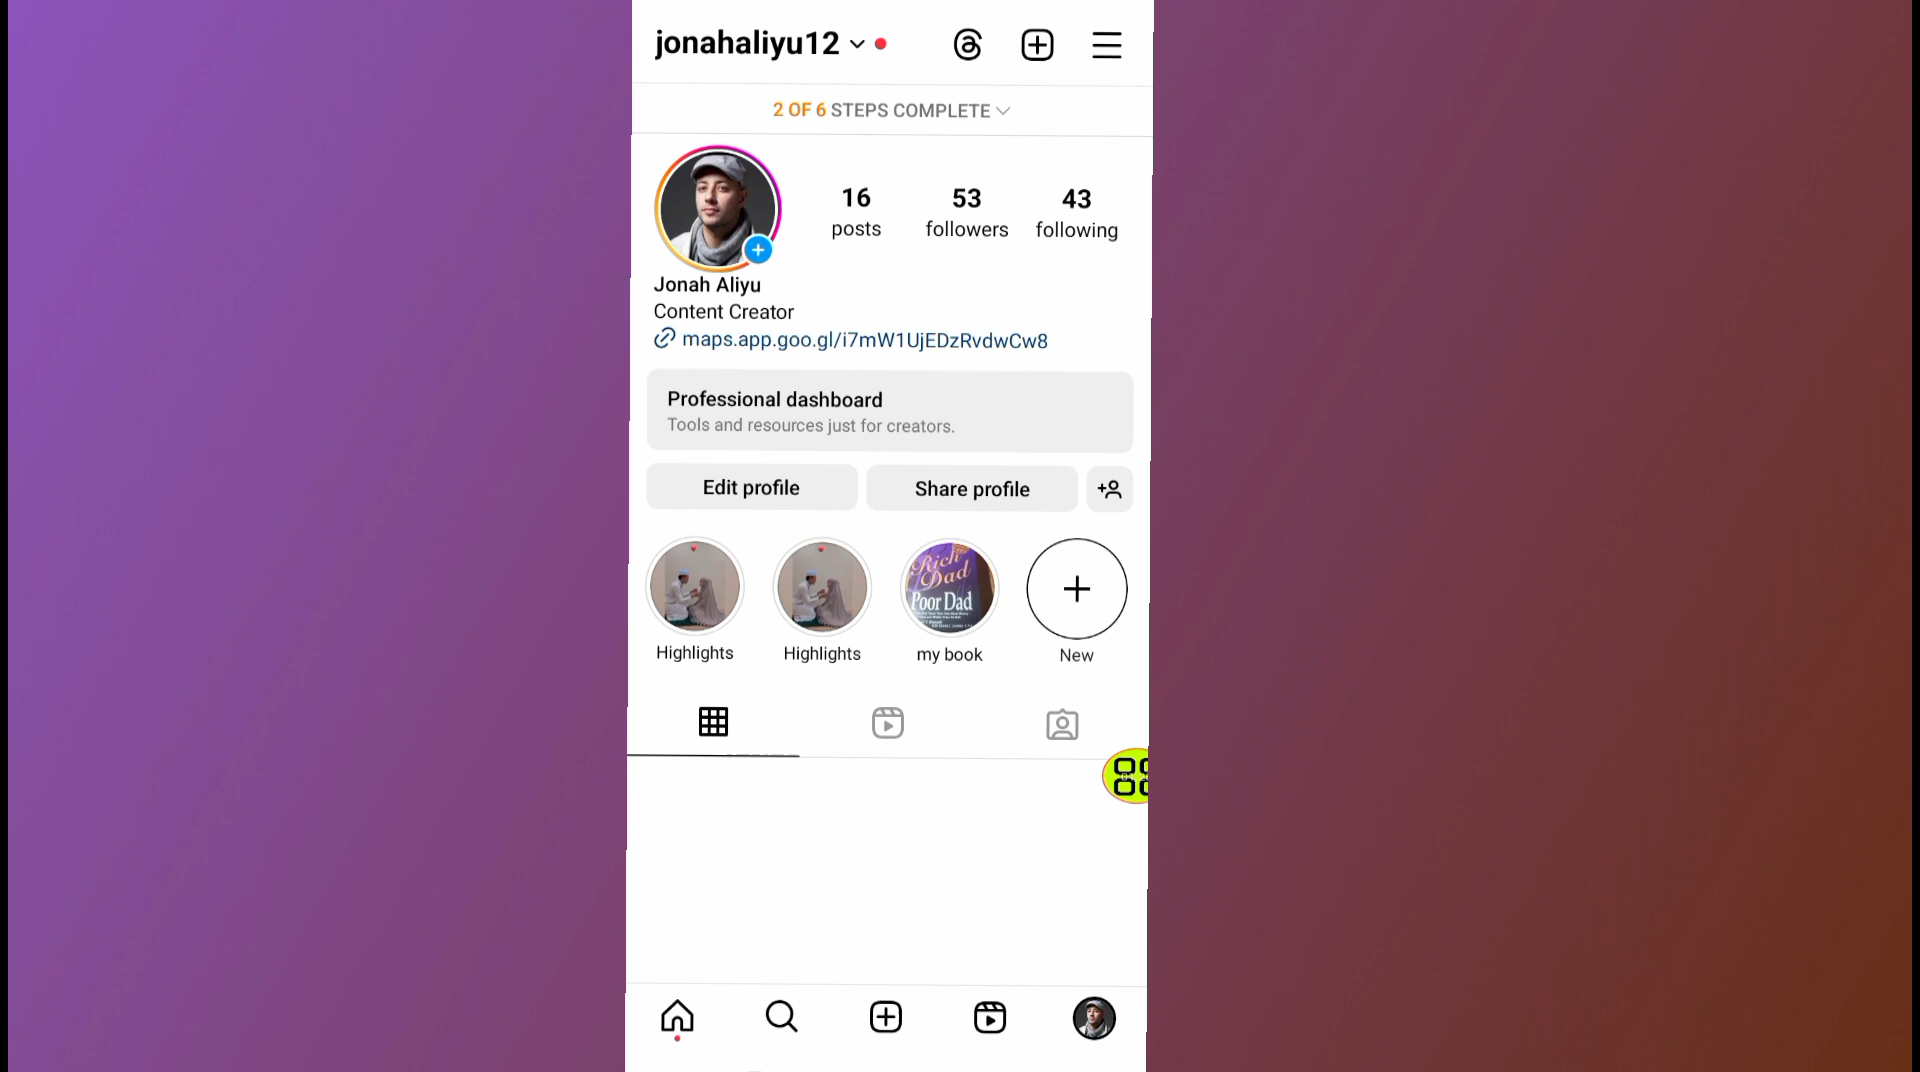 jonahaliyu12
2 OF 6 STEPS COMPLETE
16 53 43
posts followers following
Jonah Aliyu
Content Creator
maps.app.goo.gl/i7mW1UjEDzRvdwCw8
Professional dashboard
Tools and resources just for creators.
Edit profile Share profile
Rich
Dad
Poor Dad
Highlights Highlights my book New